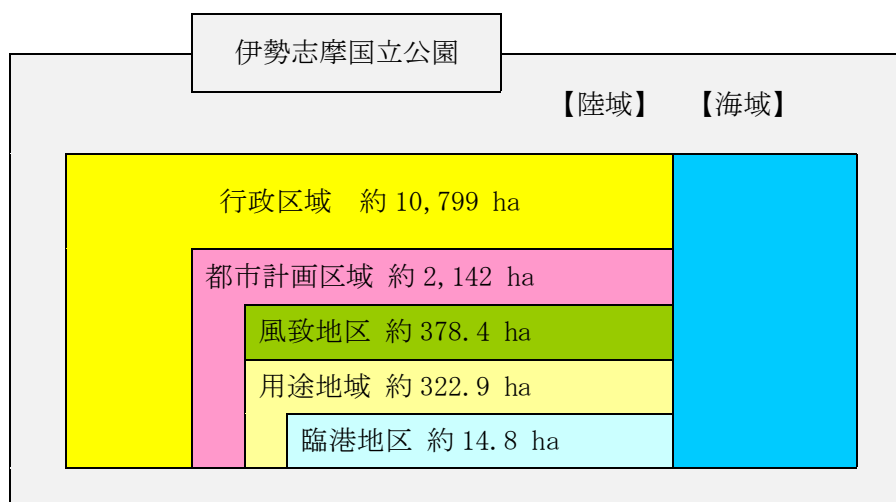 伊勢志摩国立公園
【陸域】 【海域】
行政区域 約 10,799 ha
都市計画区域 約 2,142 ha
風致地区 約 378.4 ha
用途地域 約 322.9 ha
臨港地区 約 14.8 ha